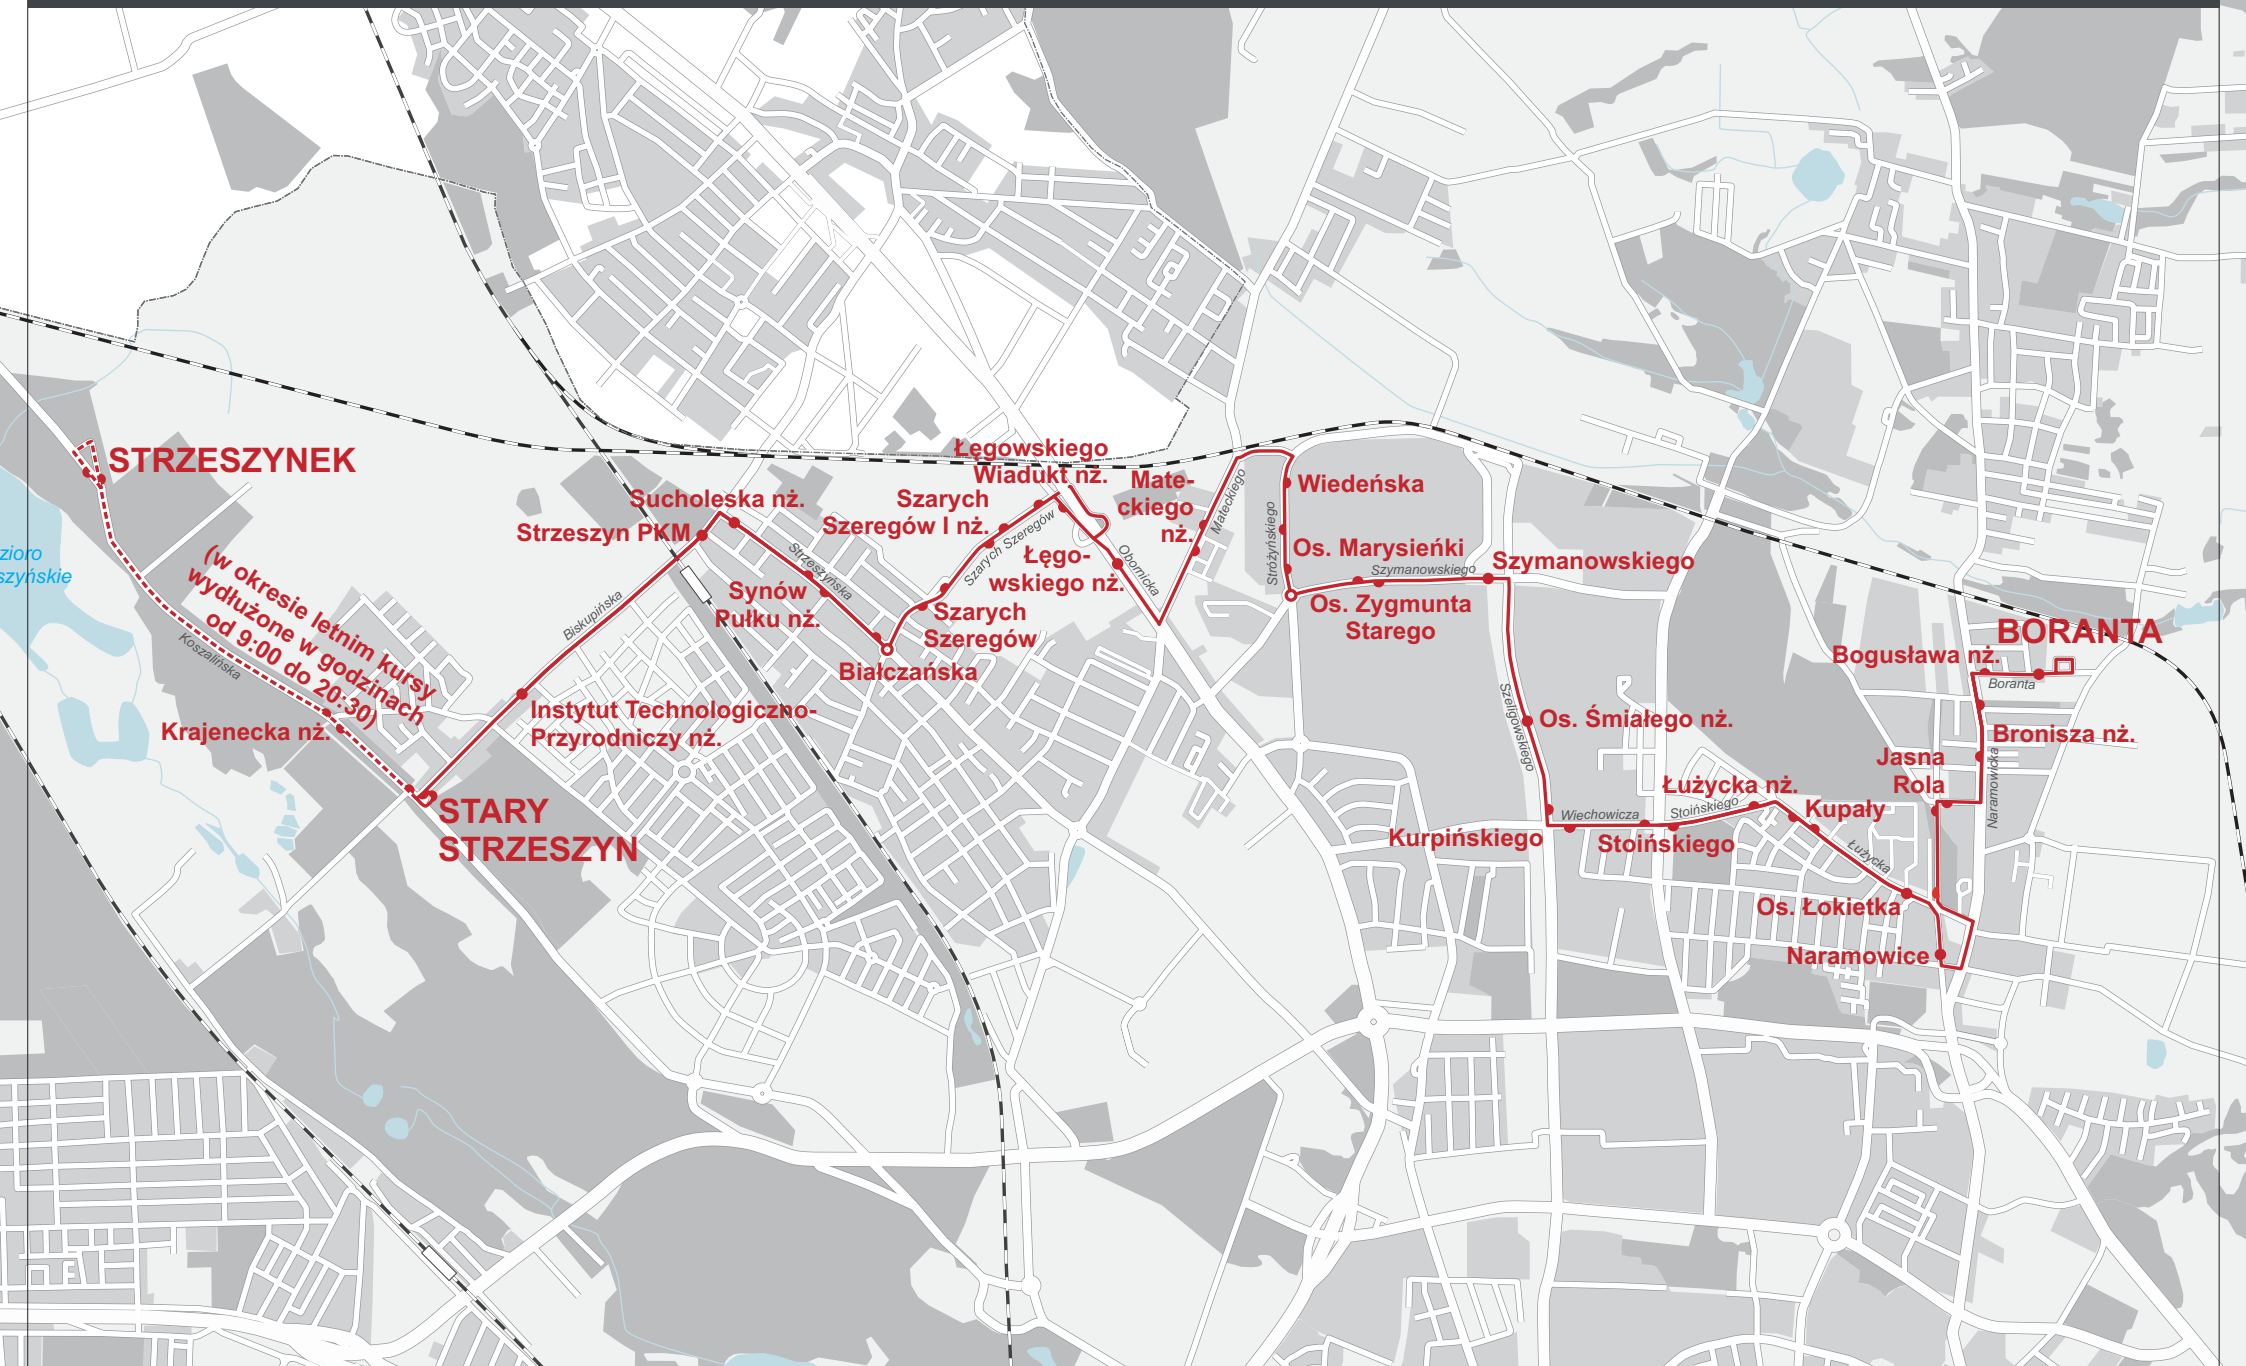 STRZESZYNEK
zioro
szyńskie
(w okresie letnim kursy
wydłużone w godzinach
od 9:00 do 20:30)
Koszalińska
Krajenecka nż.
STARY
STRZESZYN
Biskupińska
Instytut Technologiczno-
Przyrodniczy nż.
Strzeszyn PKM
Sucholeska nż.
Strzeszyńska
Synów
Pułku nż.
Białczańska
Szarych
Szeregów
Szarych
Szeregów I nż.
Szarych Szeregów
Łęgowskiego
Wiadukt nż.
Łęgo-
wskiego nż.
Obornicka
Mate-
ckiego
nż.
Mateckiego
Wiedeńska
Stróżyńskiego
Os. Marysieńki
Szymanowskiego
Os. Zygmunta
Starego
Szymanowskiego
Szeligowskiego
Os. Śmiałego nż.
Kurpińskiego
Wiechowicza
Stoińskiego
Stoińskiego
Łużycka nż.
Kupały
Łużycka
Os. Łokietka
Naramowice
Jasna
Rola
Naramowicka
Bronisza nż.
Bogusława nż.
Boranta
BORANTA